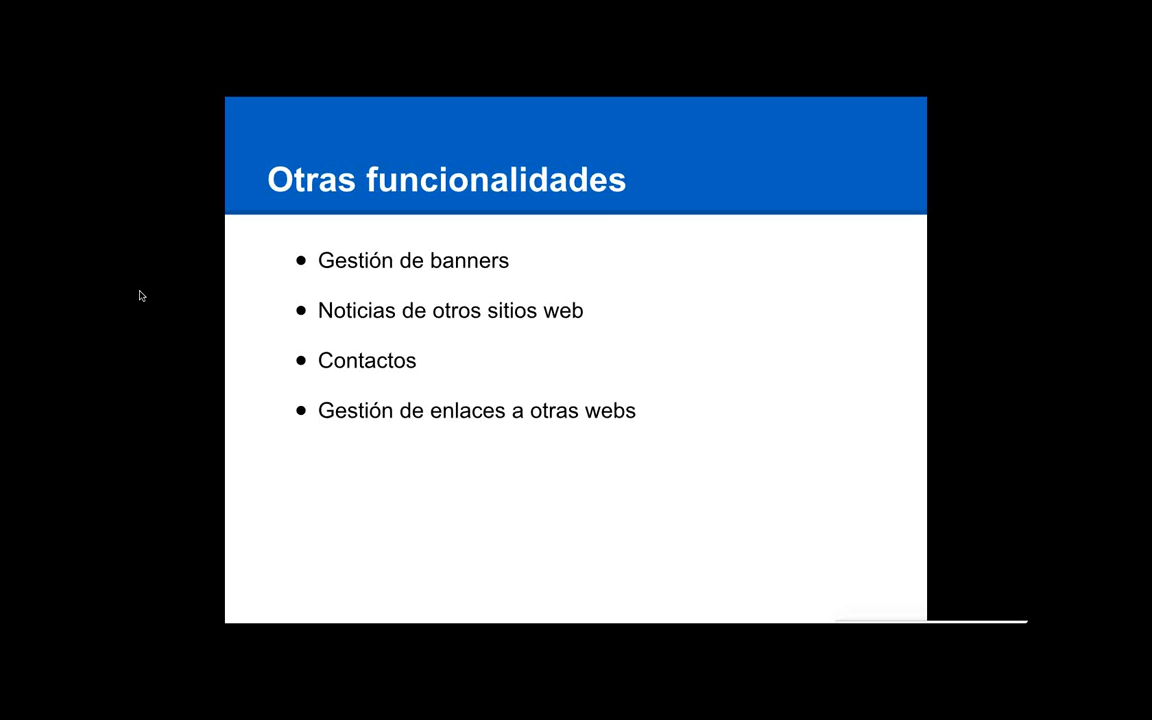 Otras funcionalidades
● Gestión de banners
● Noticias de otros sitios web
● Contactos
● Gestión de enlaces a otras webs